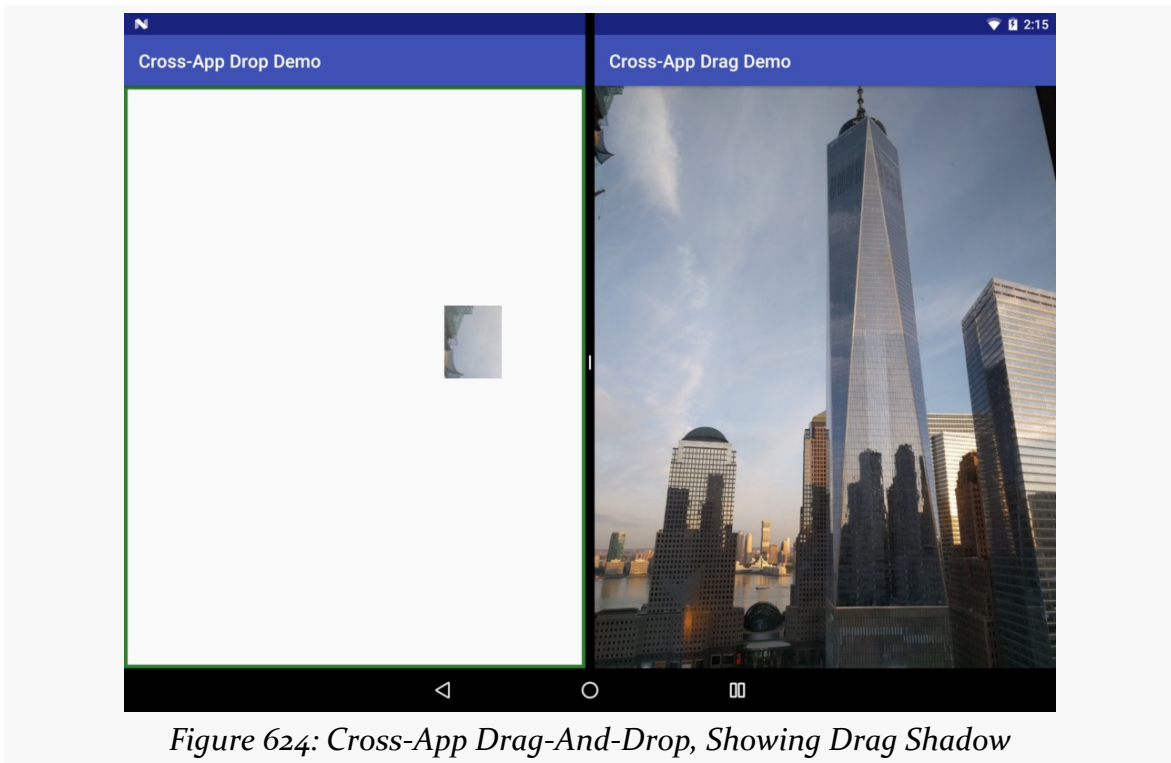 2:15
Cross-App Drop Demo
Cross-App Drag Demo
Figure 624: Cross-App Drag-And-Drop, Showing Drag Shadow